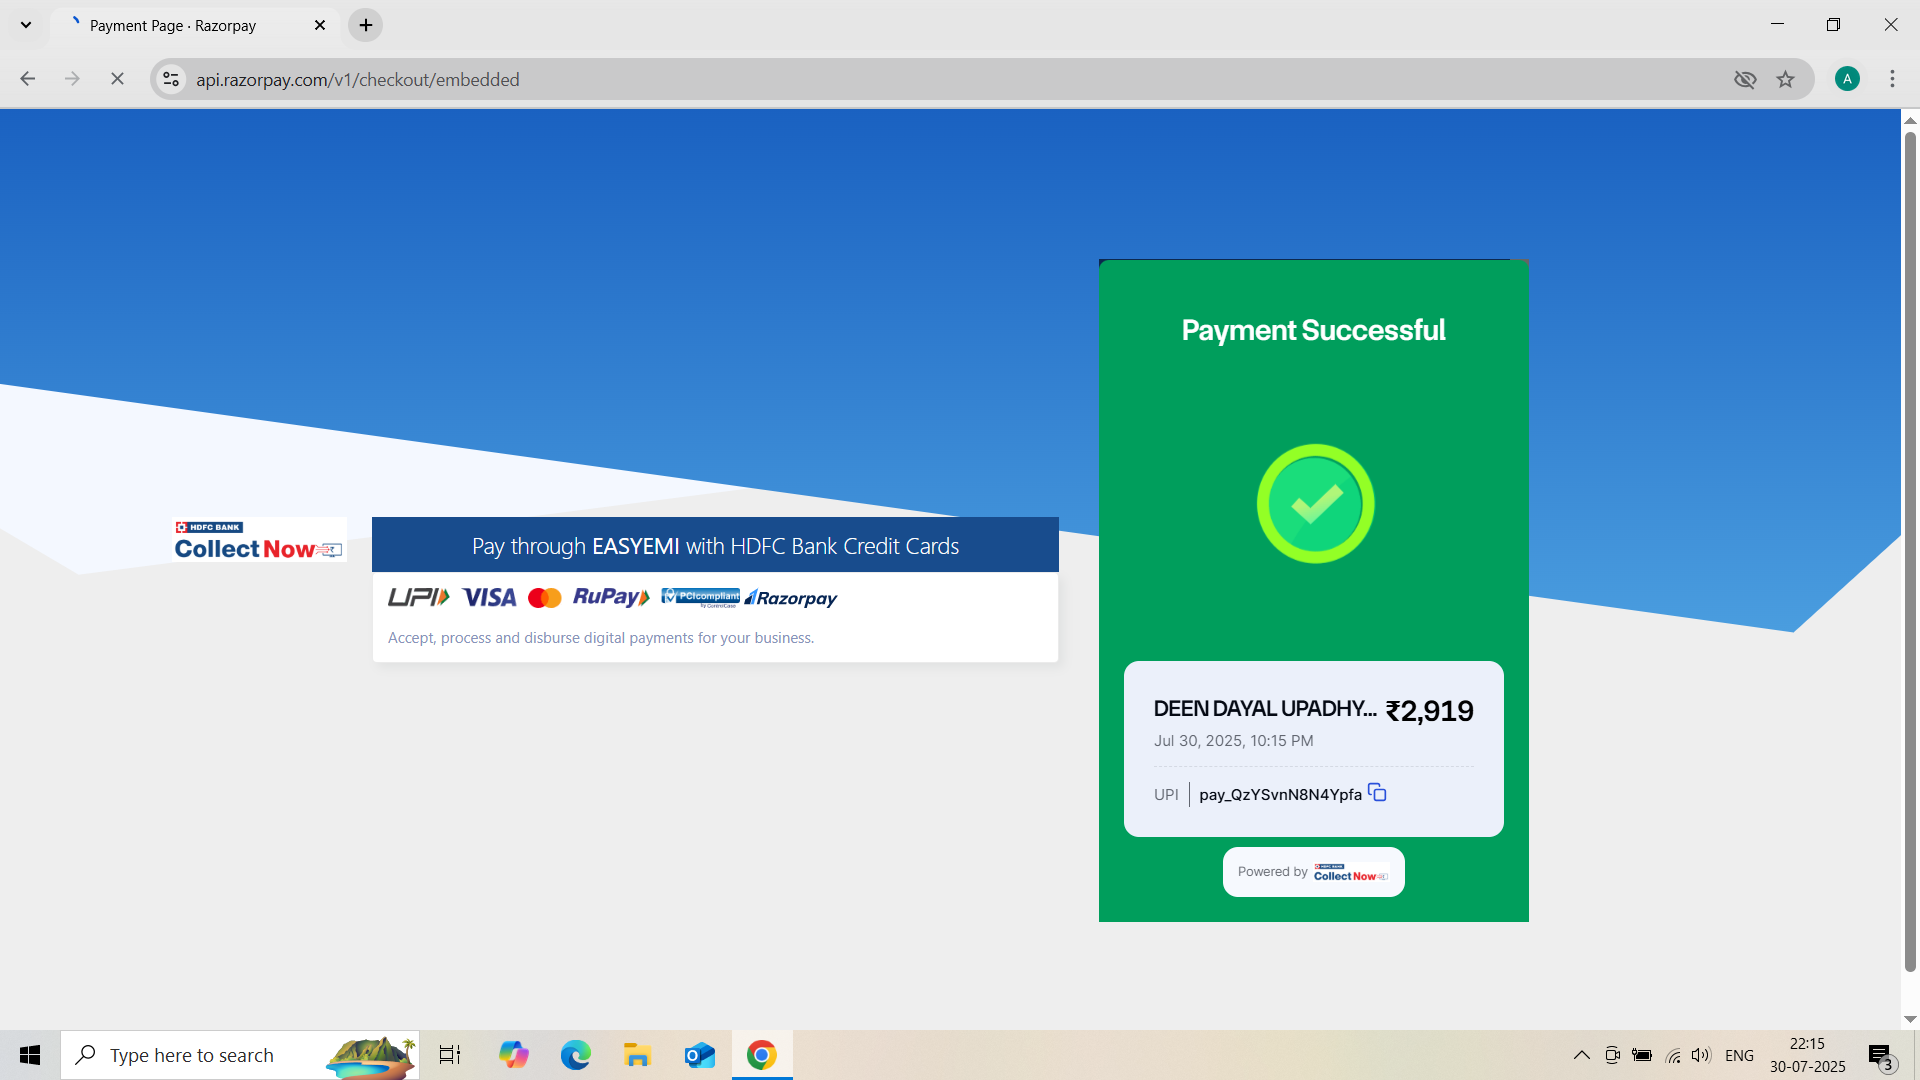 Payment Page · Razorpay
api.razorpay.com/v1/checkout/embedded
A
Payment Successful
HDFC BANK
Collect Now
Pay through EASYEMI with HDFC Bank Credit Cards
UPI VISA RuPay PCIcompliant Razorpay
Accept, process and disburse digital payments for your business.
DEEN DAYAL UPADHY... ₹2,919
Jul 30, 2025, 10:15 PM
UPI pay_QzYSvnN8N4Ypfa
Powered by HDFC BANK Collect Now
Type here to search
ENG
22:15
30-07-2025
3